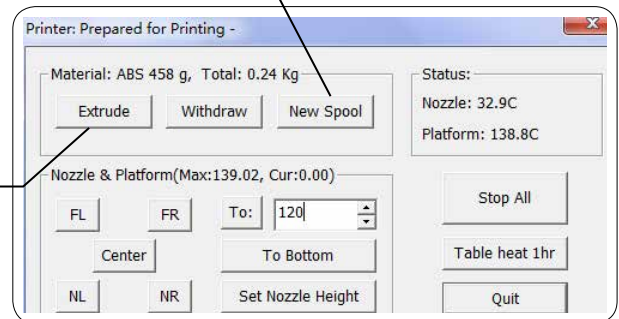 Printer: Prepared for Printing -
X
Material: ABS 458 g, Total: 0.24 Kg
Extrude Withdraw New Spool
Status:
Nozzle: 32.9C
Platform: 138.8C
Nozzle & Platform(Max:139.02, Cur:0.00)
FL FR To: 120
Center To Bottom
NL NR Set Nozzle Height
Stop All
Table heat 1hr
Quit